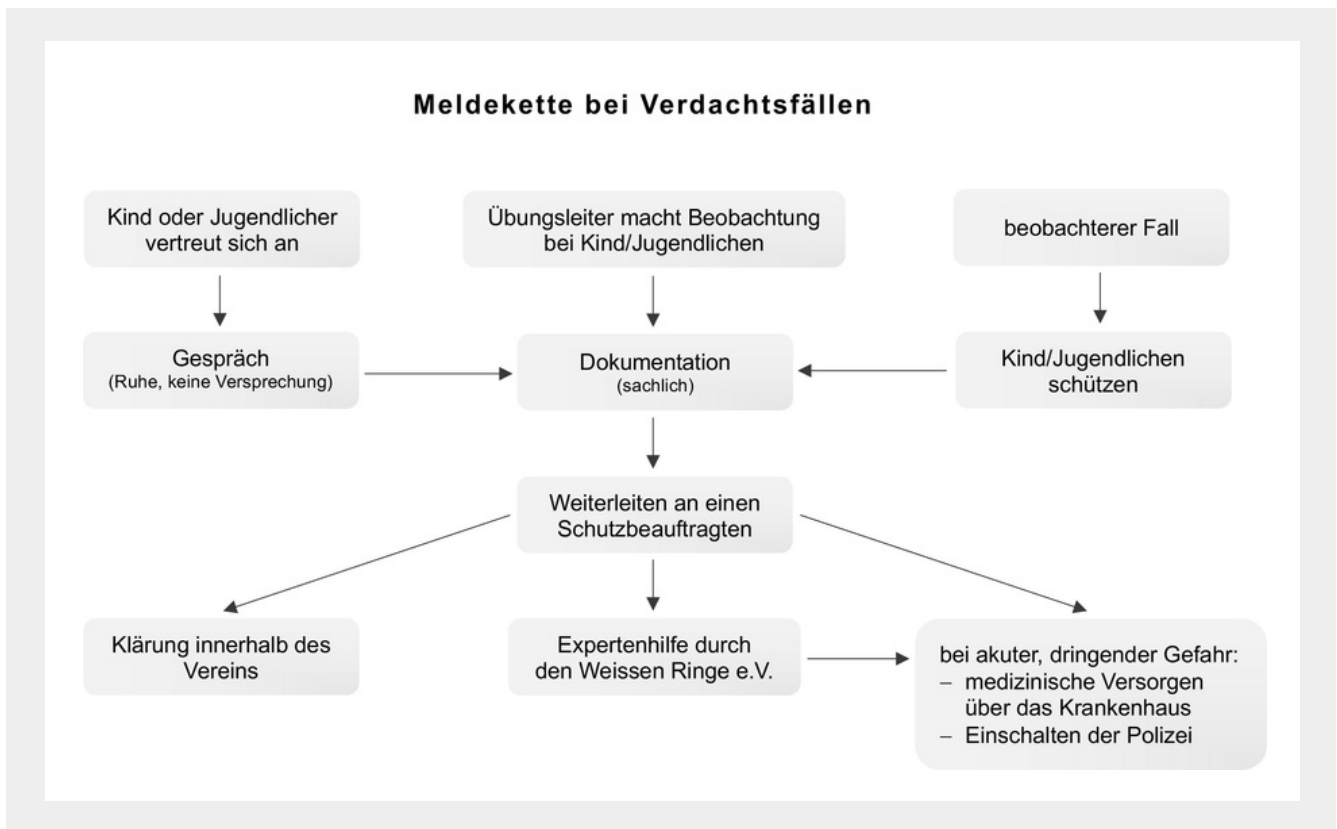 Meldekette bei Verdachtsfällen
Kind oder Jugendlicher
vertreut sich an
Übungsleiter macht Beobachtung
bei Kind/Jugendlichen
beobachterer Fall
Gespräch
(Ruhe, keine Versprechung)
Dokumentation
(sachlich)
Kind/Jugendlichen
schützen
Weiterleiten an einen
Schutzbeauftragten
Klärung innerhalb des
Vereins
Expertenhilfe durch
den Weissen Ringe e.V.
bei akuter, dringender Gefahr:
– medizinische Versorgen
über das Krankenhaus
– Einschalten der Polizei